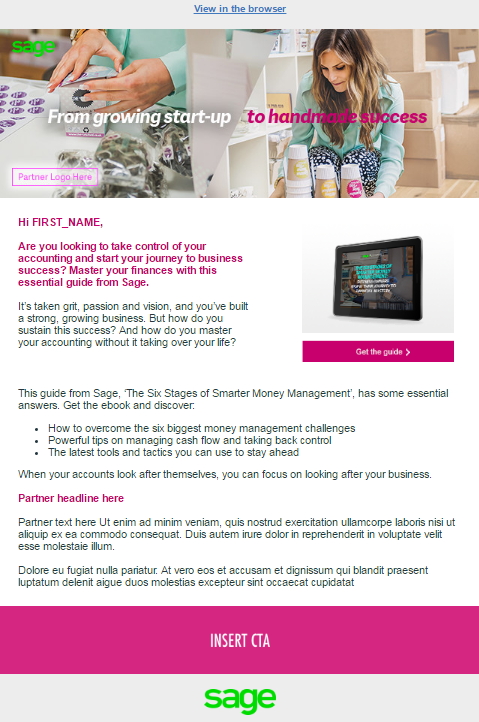 View in the browser
sage
From growing start-up to handmade success
Partner Logo Here
Hi FIRST_NAME,
Are you looking to take control of your
accounting and start your journey to business
success? Master your finances with this
essential guide from Sage.
It's taken grit, passion and vision, and you've built
a strong, growing business. But how do you
sustain this success? And how do you master
your accounting without it taking over your life?
Get the guide
This guide from Sage, 'The Six Stages of Smarter Money Management', has some essential
answers. Get the ebook and discover:
How to overcome the six biggest money management challenges
Powerful tips on managing cash flow and taking back control
The latest tools and tactics you can use to stay ahead
When your accounts look after themselves, you can focus on looking after your business.
Partner headline here
Partner text here Ut enim ad minim veniam, quis nostrud exercitation ullamcorpe laboris nisi ut
aliquip ex ea commodo consequat. Duis autem irure dolor in reprehenderit in voluptate velit
esse molestaie illum.
Dolore eu fugiat nulla pariatur. At vero eos et accusam et dignissum qui blandit praesent
luptatum delenit aigue duos molestias excepteur sint occaecat cupidatat
INSERT CTA
sage